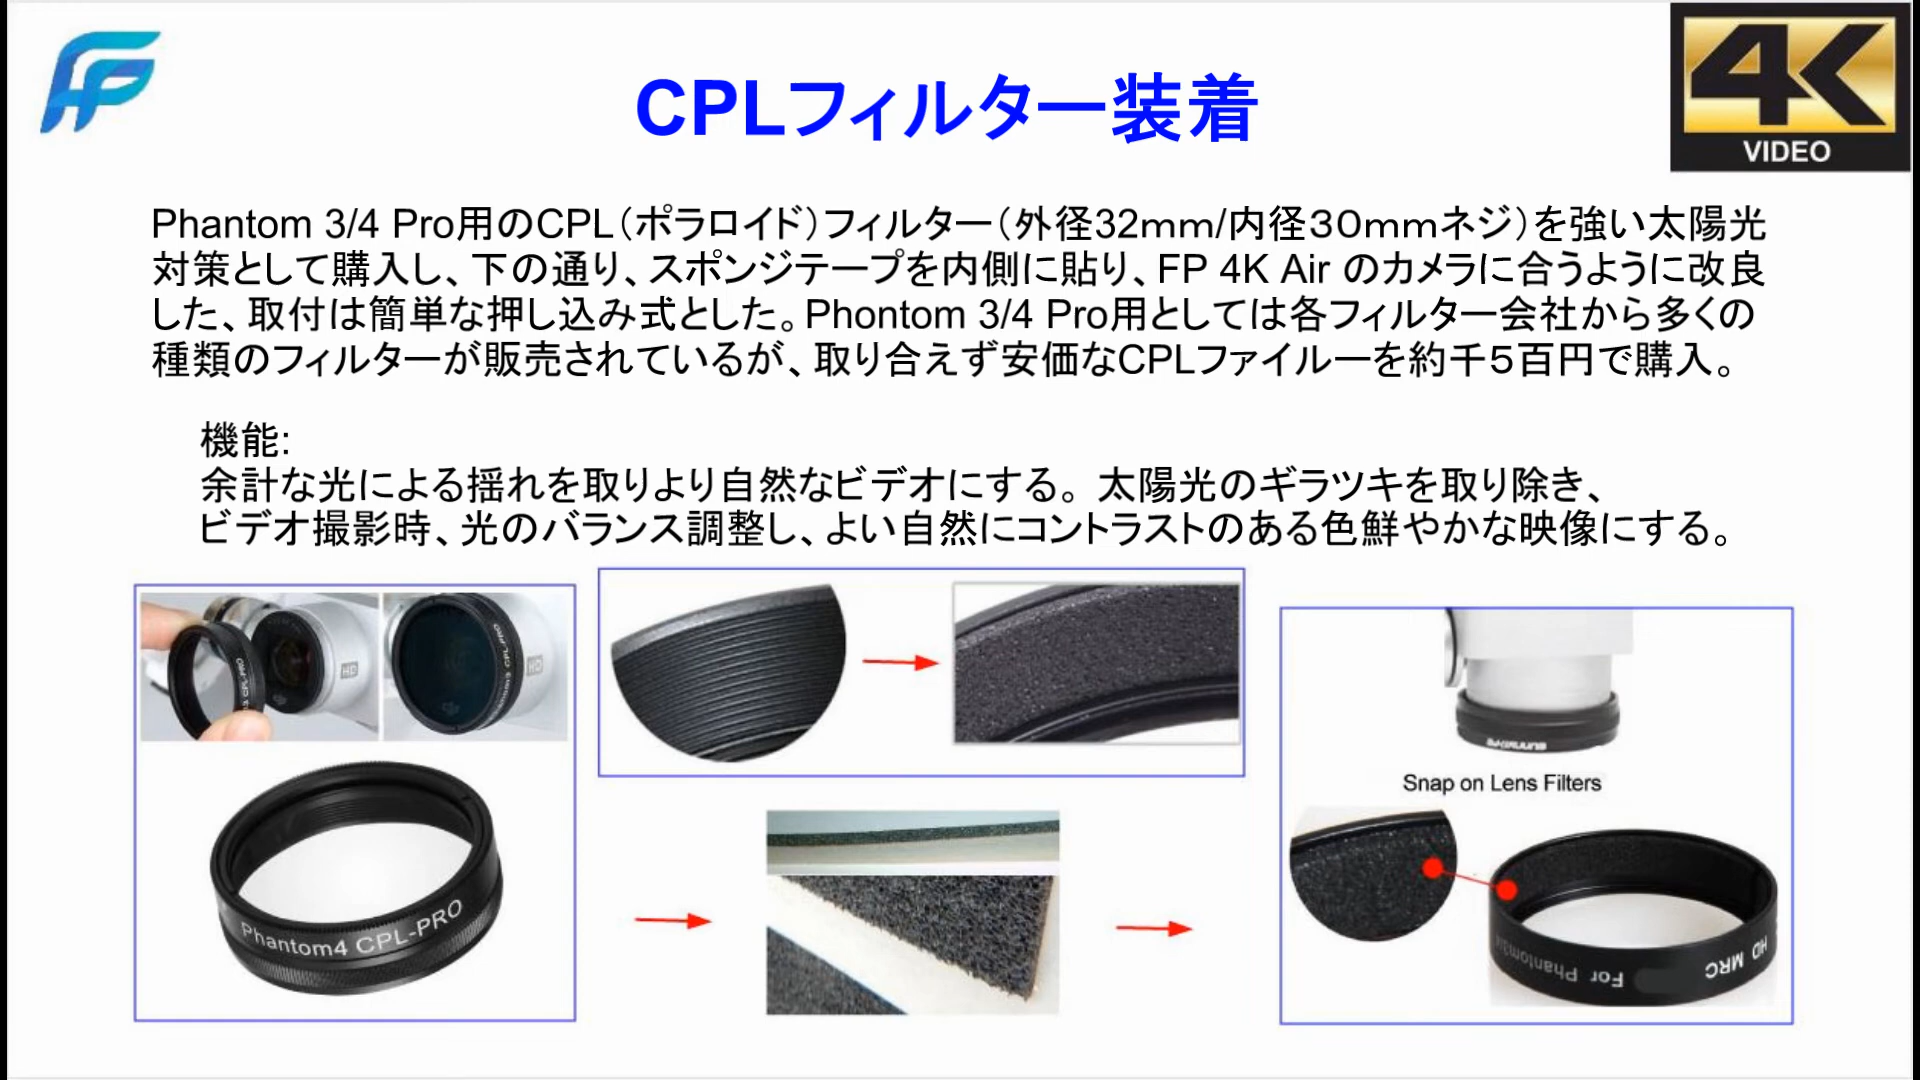 CPLフィルター装着
4K
VIDEO
Phantom 3/4 Pro用のCPL（ポラロイド）フィルター（外径32mm/内径30mmネジ）を強い太陽光
対策として購入し、下の通り、スポンジテープを内側に貼り、FP 4K Air のカメラに合うように改良
した、取付は簡単な押し込み式とした。Phontom 3/4 Pro用としては各フィルター会社から多くの
種類のフィルターが販売されているが、取り合えず安価なCPLファイルーを約千５百円で購入。
機能:
余計な光による揺れを取りより自然なビデオにする。太陽光のギラツキを取り除き、
ビデオ撮影時、光のバランス調整し、よい自然にコントラストのある色鮮やかな映像にする。
HD
HD
Phantom4 CPL-PRO
Snap on Lens Filters
HD MRC
For Phantom3/4